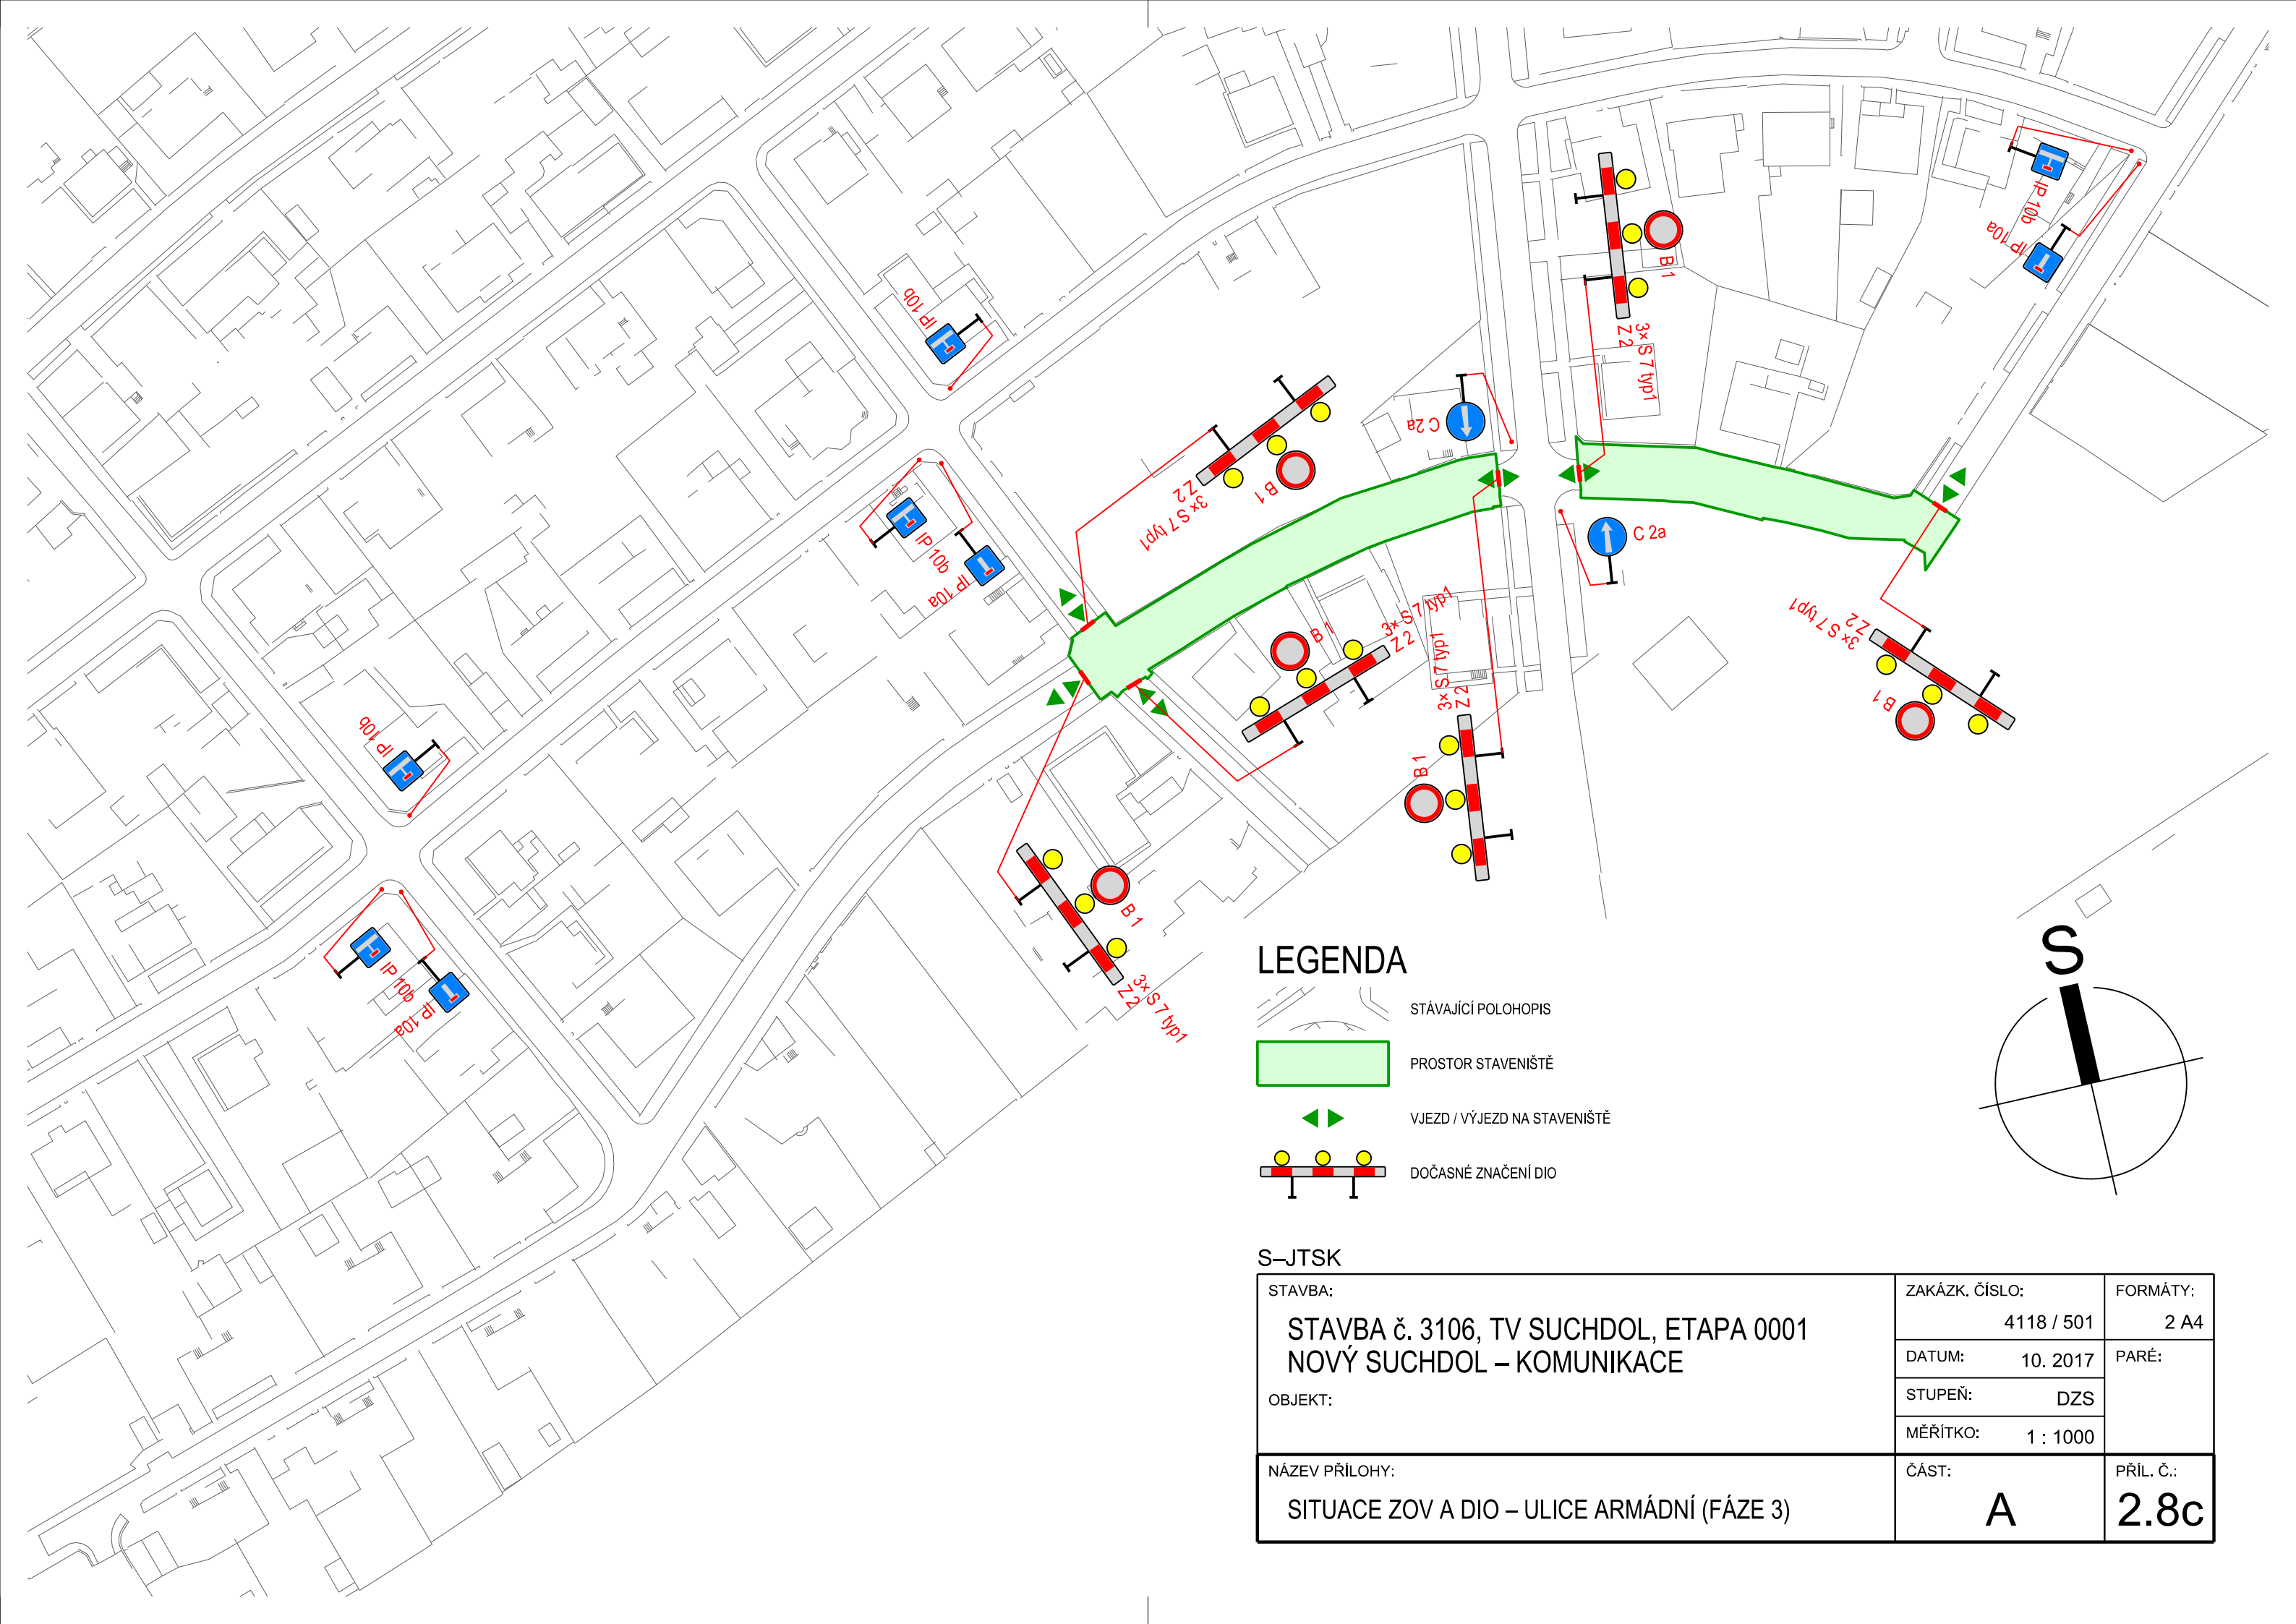 IP 10b
IP 10a
B 1
Z 2
3× S 7 typ1
IP 10b
C 2a
B 1
Z 2
3× S 7 typ1
IP 10b
IP 10a
C 2a
B 1
3× S 7 typ1
Z 2
3× S 7 typ1
Z 2
B 1
3× S 7 typ1
Z 2
B 1
IP 10b
B 1
Z 2
3× S 7 typ1
IP 10b
IP 10a
S
LEGENDA
STÁVAJÍCÍ POLOHOPIS
PROSTOR STAVENIŠTĚ
VJEZD / VÝJEZD NA STAVENIŠTĚ
DOČASNÉ ZNAČENÍ DIO
S–JTSK
STAVBA:
STAVBA č. 3106, TV SUCHDOL, ETAPA 0001
NOVÝ SUCHDOL – KOMUNIKACE
OBJEKT:
ZAKÁZK. ČÍSLO:
4118 / 501
FORMÁTY:
2 A4
DATUM: 10. 2017
PARÉ:
STUPEŇ: DZS
MĚŘÍTKO: 1 : 1000
NÁZEV PŘÍLOHY:
SITUACE ZOV A DIO – ULICE ARMÁDNÍ (FÁZE 3)
ČÁST:
A
PŘÍL. Č.:
2.8c